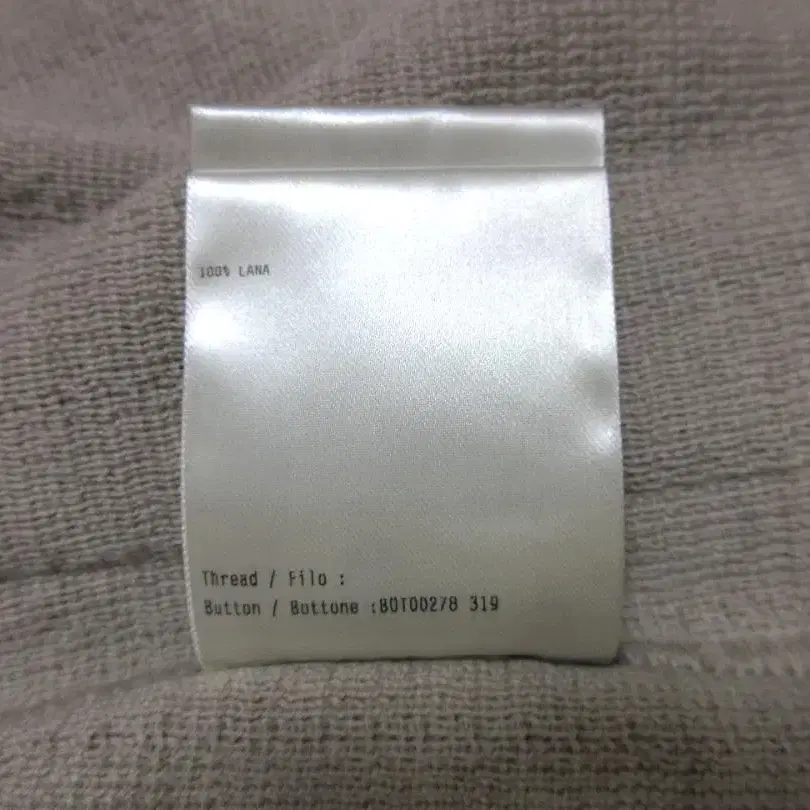 100% LANA
Thread / Filo :
Button / Bottone :BOT00278 319